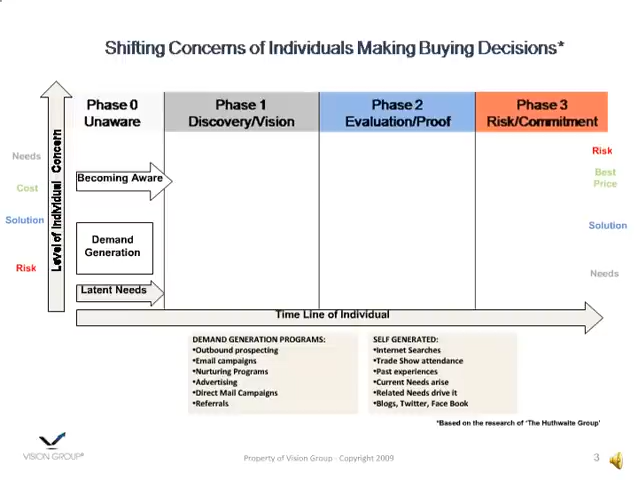 Shifting Concerns of Individuals Making Buying Decisions*
Phase 0
Unaware
Phase 1
Discovery/Vision
Phase 2
Evaluation/Proof
Phase 3
Risk/Commitment
Level of Individual Concern
Needs
Cost
Solution
Risk
Becoming Aware
Demand
Generation
Latent Needs
Risk
Best
Price
Solution
Needs
Time Line of Individual
DEMAND GENERATION PROGRAMS:
•Outbound prospecting
•Email campaigns
•Nurturing Programs
•Advertising
•Direct Mail Campaigns
•Referrals
SELF GENERATED:
•Internet Searches
•Trade Show attendance
•Past experiences
•Current Needs arise
•Related Needs drive it
•Blogs, Twitter, Face Book
*Based on the research of 'The Huthwaite Group'
VISION GROUP®
Property of Vision Group - Copyright 2009
3